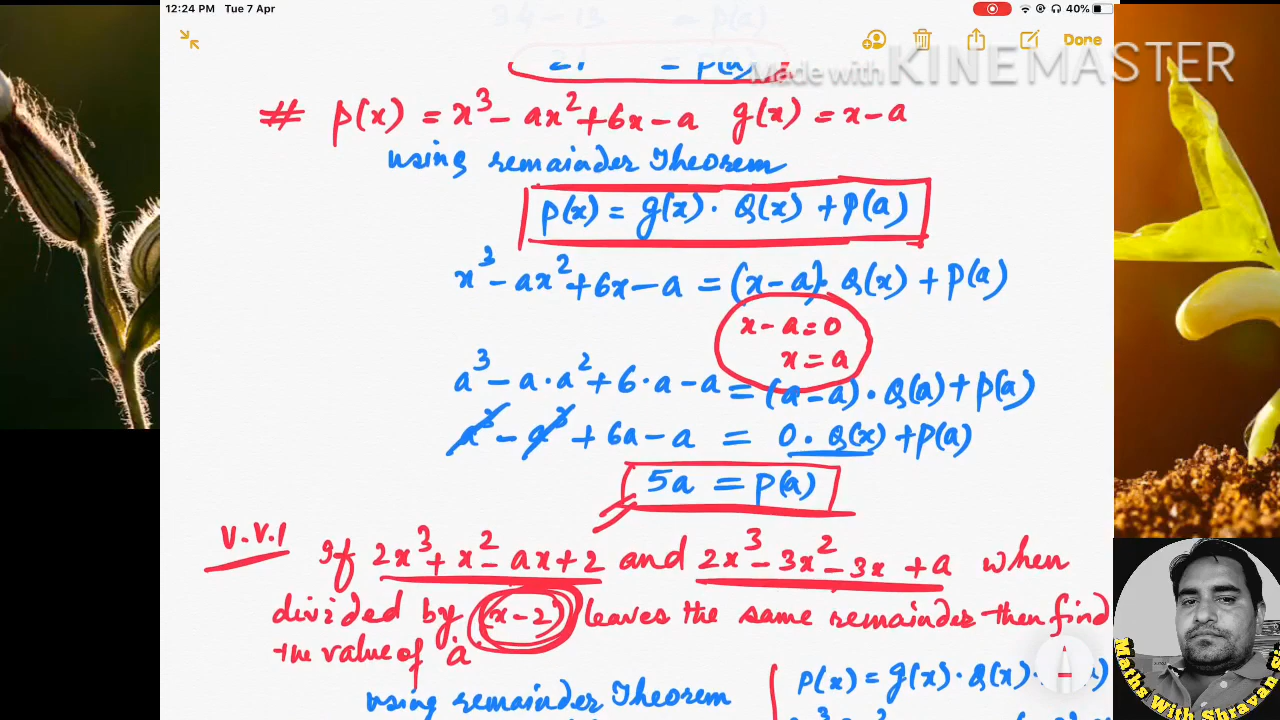 12:24 PM Tue 7 Apr
40%
Done
Made with KINEMASTER
21 = p(a)
# p(x) = x³ - ax² + 6x - a g(x) = x - a
using remainder Theorem
p(x) = g(x) · Q(x) + p(a)
x³ - ax² + 6x - a = (x - a) · Q(x) + p(a)
x - a = 0
x = a
a³ - a · a² + 6 · a - a = (a - a) · Q(a) + p(a)
a³ - a³ + 6a - a = 0 · Q(x) + p(a)
5a = p(a)
V.V.I
If 2x³ + x² - ax + 2 and 2x³ - 3x² - 3x + a when
divided by (x - 2) leaves the same remainder then find
the value of a
using remainder Theorem
p(x) = g(x) · Q(x)
Maths With Shravan